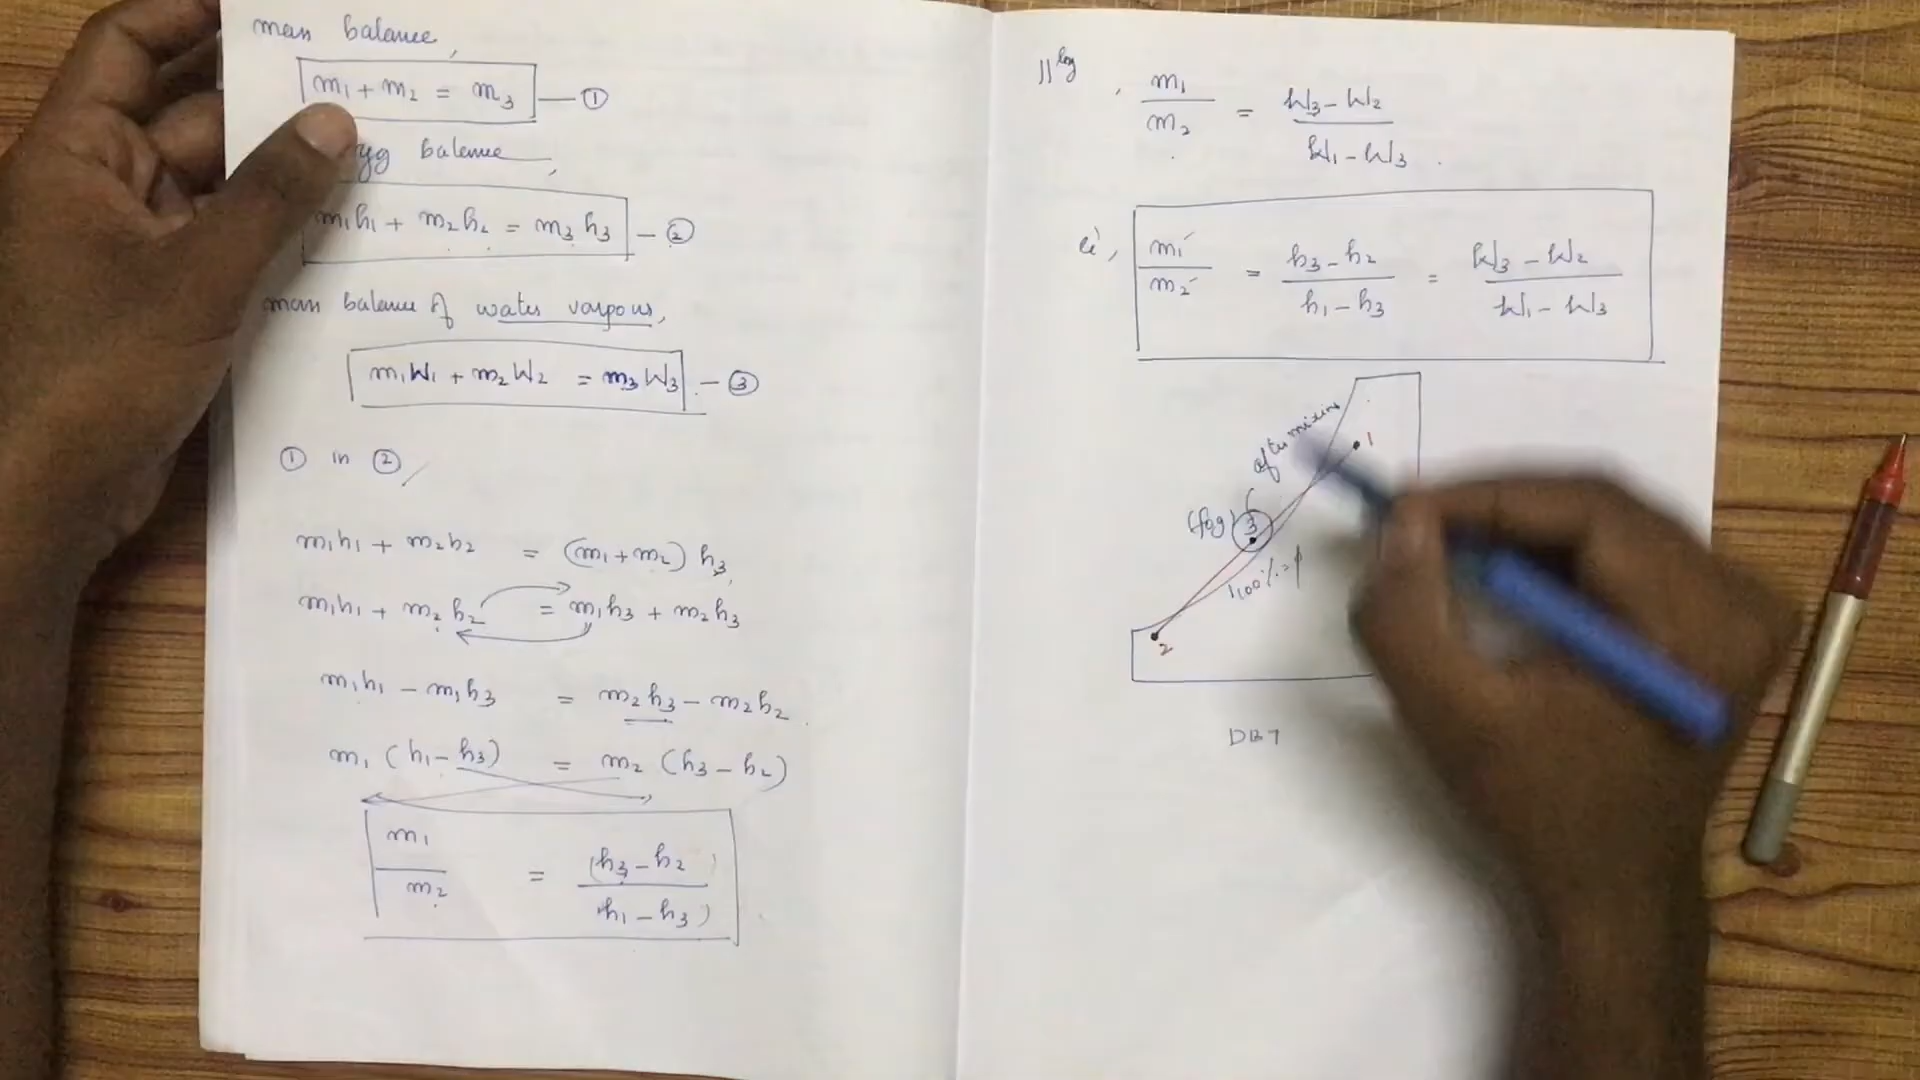 mass balance,
m1 + m2 = m3 — ①
balance,
m1h1 + m2h2 = m3h3 — ②
mass balance of water vapours,
m1W1 + m2W2 = m3W3 — ③
① in ②
m1h1 + m2h2 = (m1+m2) h3,
m1h1 + m2h2 = m1h3 + m2h3
m1h1 − m1h3 = m2h3 − m2h2
m1 (h1−h3) = m2 (h3−h2)
m1/m2 = (h3−h2)/(h1−h3)
||ly, m1/m2 = W3−W2/W1−W3
ie, m1/m2 = h3−h2/h1−h3 = W3−W2/W1−W3
after mixing
1
(fog) 3
100% φ
2
DBT